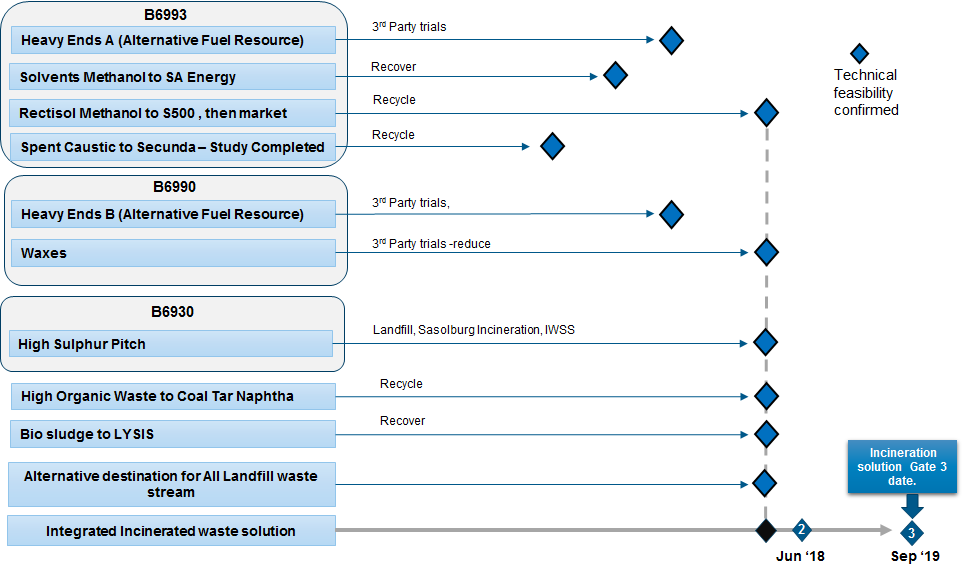 B6993
Heavy Ends A (Alternative Fuel Resource)
3rd Party trials
Solvents Methanol to SA Energy
Recover
Rectisol Methanol to S500 , then market
Recycle
Spent Caustic to Secunda – Study Completed
Recycle
Technical
feasibility
confirmed
B6990
Heavy Ends B (Alternative Fuel Resource)
3rd Party trials,
Waxes
3rd Party trials -reduce
B6930
High Sulphur Pitch
Landfill, Sasolburg Incineration, IWSS
High Organic Waste to Coal Tar Naphtha
Recycle
Bio sludge to LYSIS
Recover
Alternative destination for All Landfill waste
stream
Incineration
solution Gate 3
date.
Integrated Incinerated waste solution
2
3
Jun ‘18
Sep ‘19